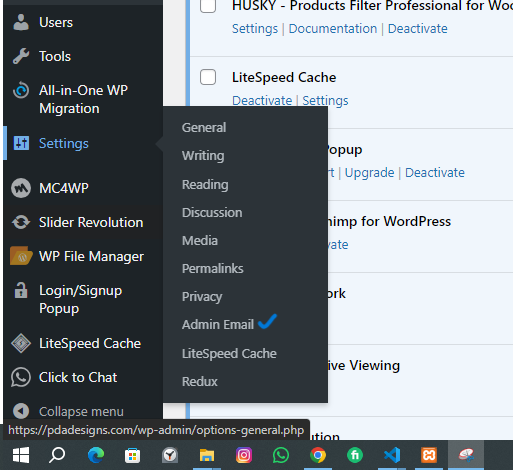 Users
Tools
All-in-One WP
Migration
Settings
MC4WP
Slider Revolution
WP File Manager
Login/Signup
Popup
LiteSpeed Cache
Click to Chat
Collapse menu
General
Writing
Reading
Discussion
Media
Permalinks
Privacy
Admin Email
LiteSpeed Cache
Redux
HUSKY - Products Filter Professional for Woo
Settings | Documentation | Deactivate
LiteSpeed Cache
Deactivate | Settings
Popup
rt | Upgrade | Deactivate
himp for WordPress
vate
ork
ive Viewing
ution
https://pdadesigns.com/wp-admin/options-general.php